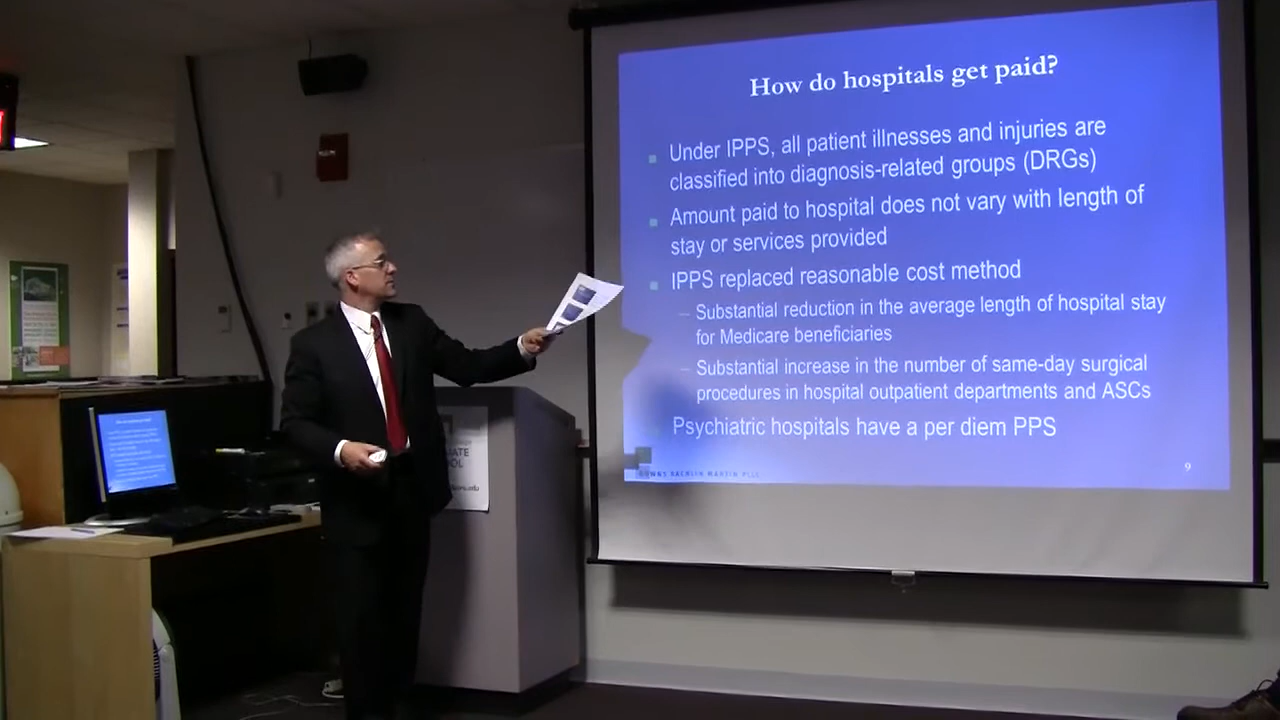 How do hospitals get paid?
Under IPPS, all patient illnesses and injuries are
classified into diagnosis-related groups (DRGs)
Amount paid to hospital does not vary with length of
stay or services provided
IPPS replaced reasonable cost method
– Substantial reduction in the average length of hospital stay
for Medicare beneficiaries
– Substantial increase in the number of same-day surgical
procedures in hospital outpatient departments and ASCs
Psychiatric hospitals have a per diem PPS
9